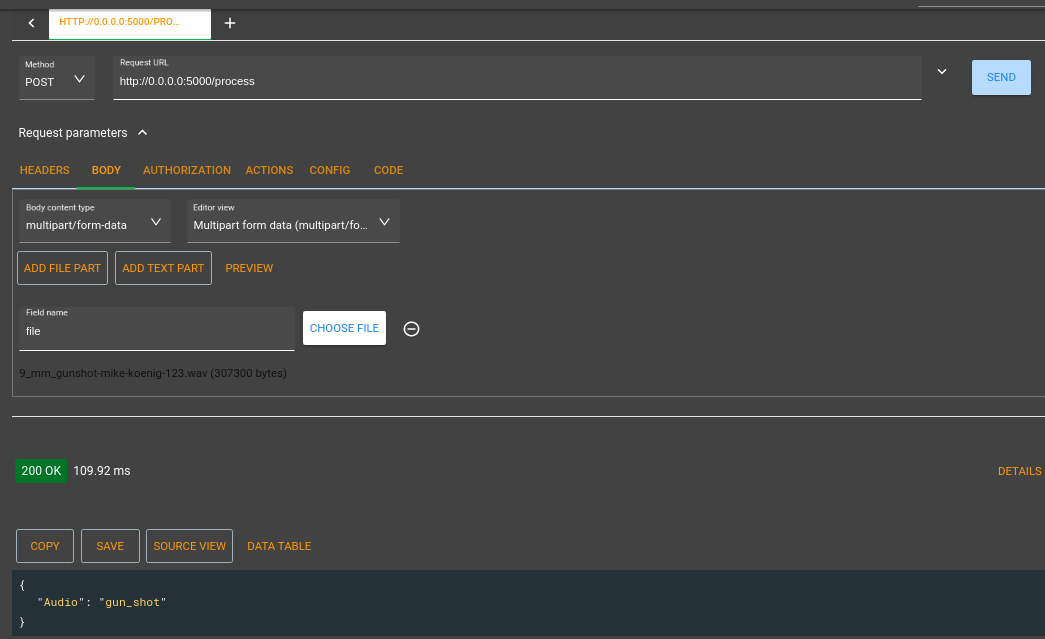 HTTP://0.0.0.0:5000/PRO...
Method
POST
Request URL
http://0.0.0.0:5000/process
SEND
Request parameters
HEADERS BODY AUTHORIZATION ACTIONS CONFIG CODE
Body content type
multipart/form-data
Editor view
Multipart form data (multipart/fo...
ADD FILE PART ADD TEXT PART PREVIEW
Field name
file
CHOOSE FILE
9_mm_gunshot-mike-koenig-123.wav (307300 bytes)
200 OK 109.92 ms DETAILS
COPY SAVE SOURCE VIEW DATA TABLE
{
"Audio": "gun_shot"
}